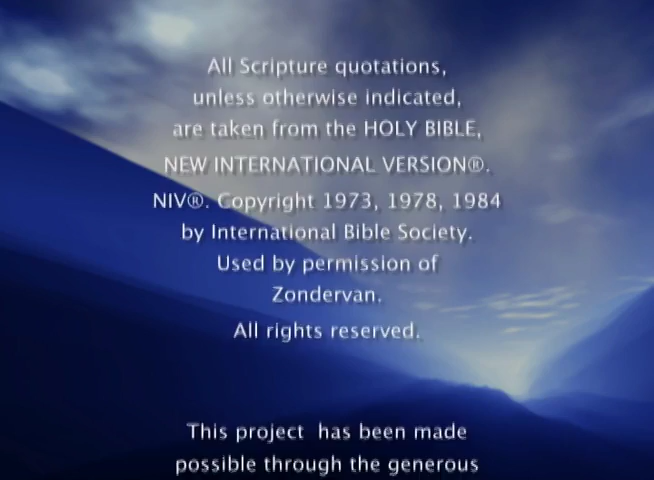 All Scripture quotations,
unless otherwise indicated,
are taken from the HOLY BIBLE,
NEW INTERNATIONAL VERSION®.
NIV®. Copyright 1973, 1978, 1984
by International Bible Society.
Used by permission of
Zondervan.
All rights reserved.
This project has been made
possible through the generous